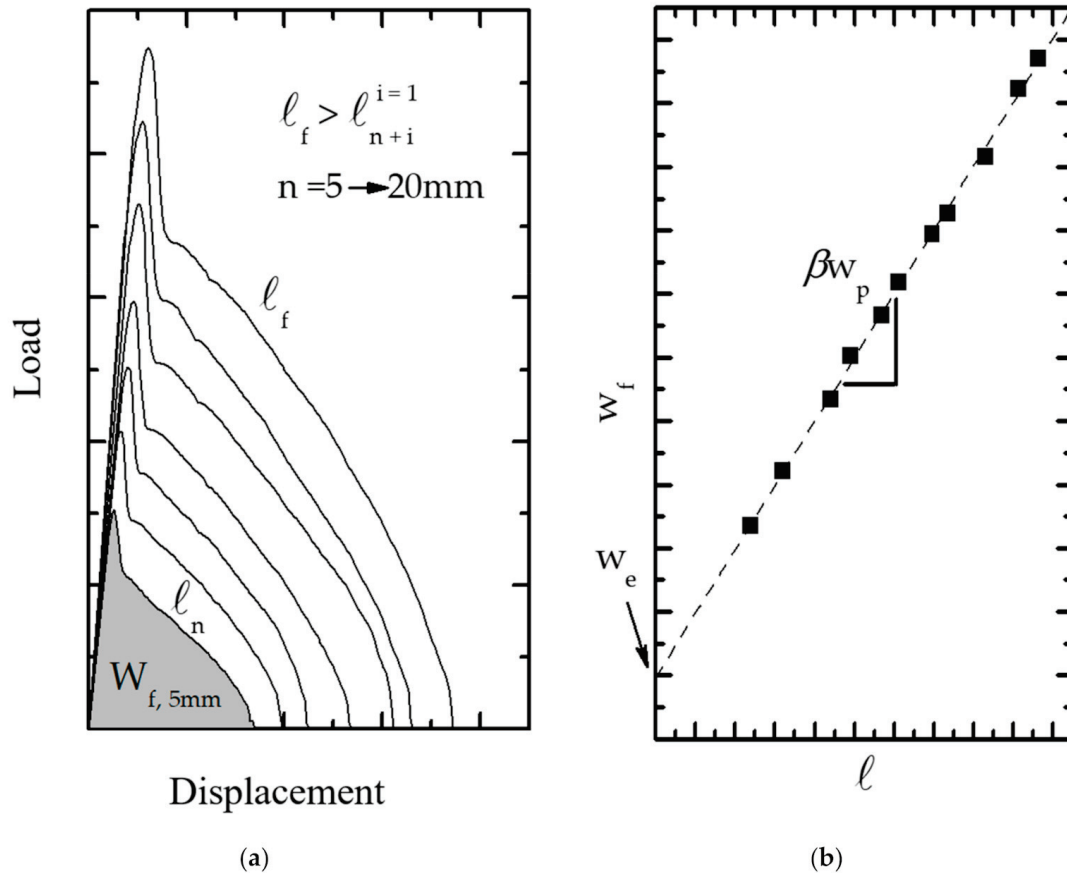 ℓf > ℓn+i i=1
n =5→20mm
ℓf
Load
ℓn
Wf, 5mm
Displacement
(a)
βwp
wf
we
ℓ
(b)